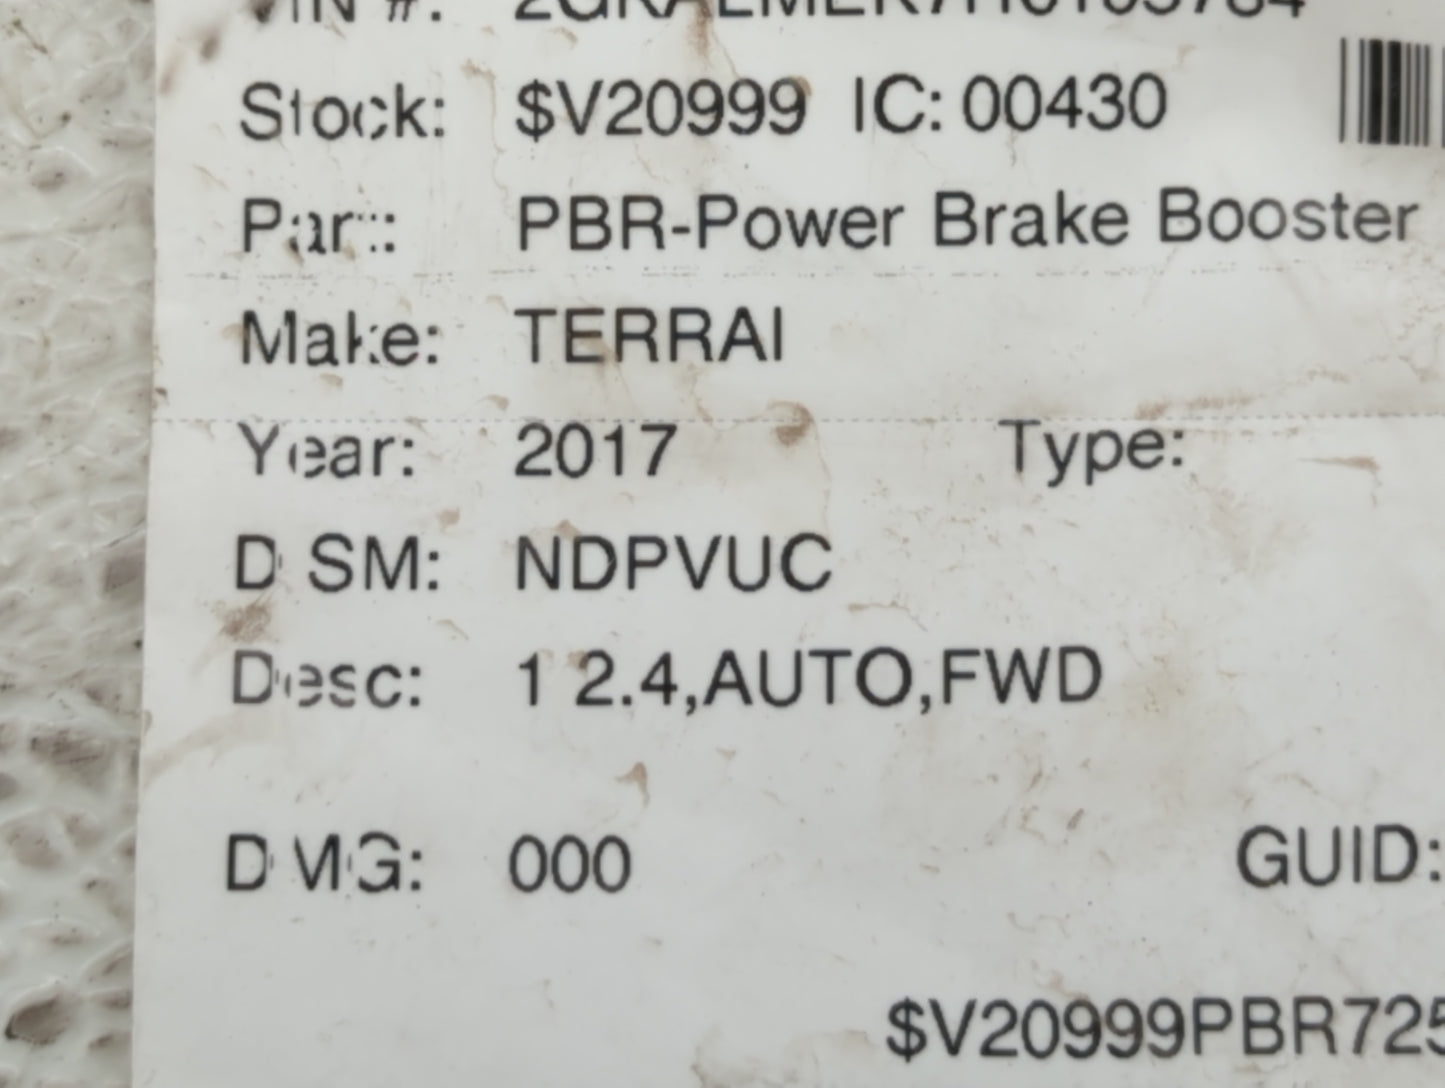 Stock: $V20999 IC: 00430
Part: PBR-Power Brake Booster
Make: TERRAI
Year: 2017 Type:
D SM: NDPVUC
Desc: 1 2.4,AUTO,FWD
DMG: 000 GUID:
$V20999PBR725